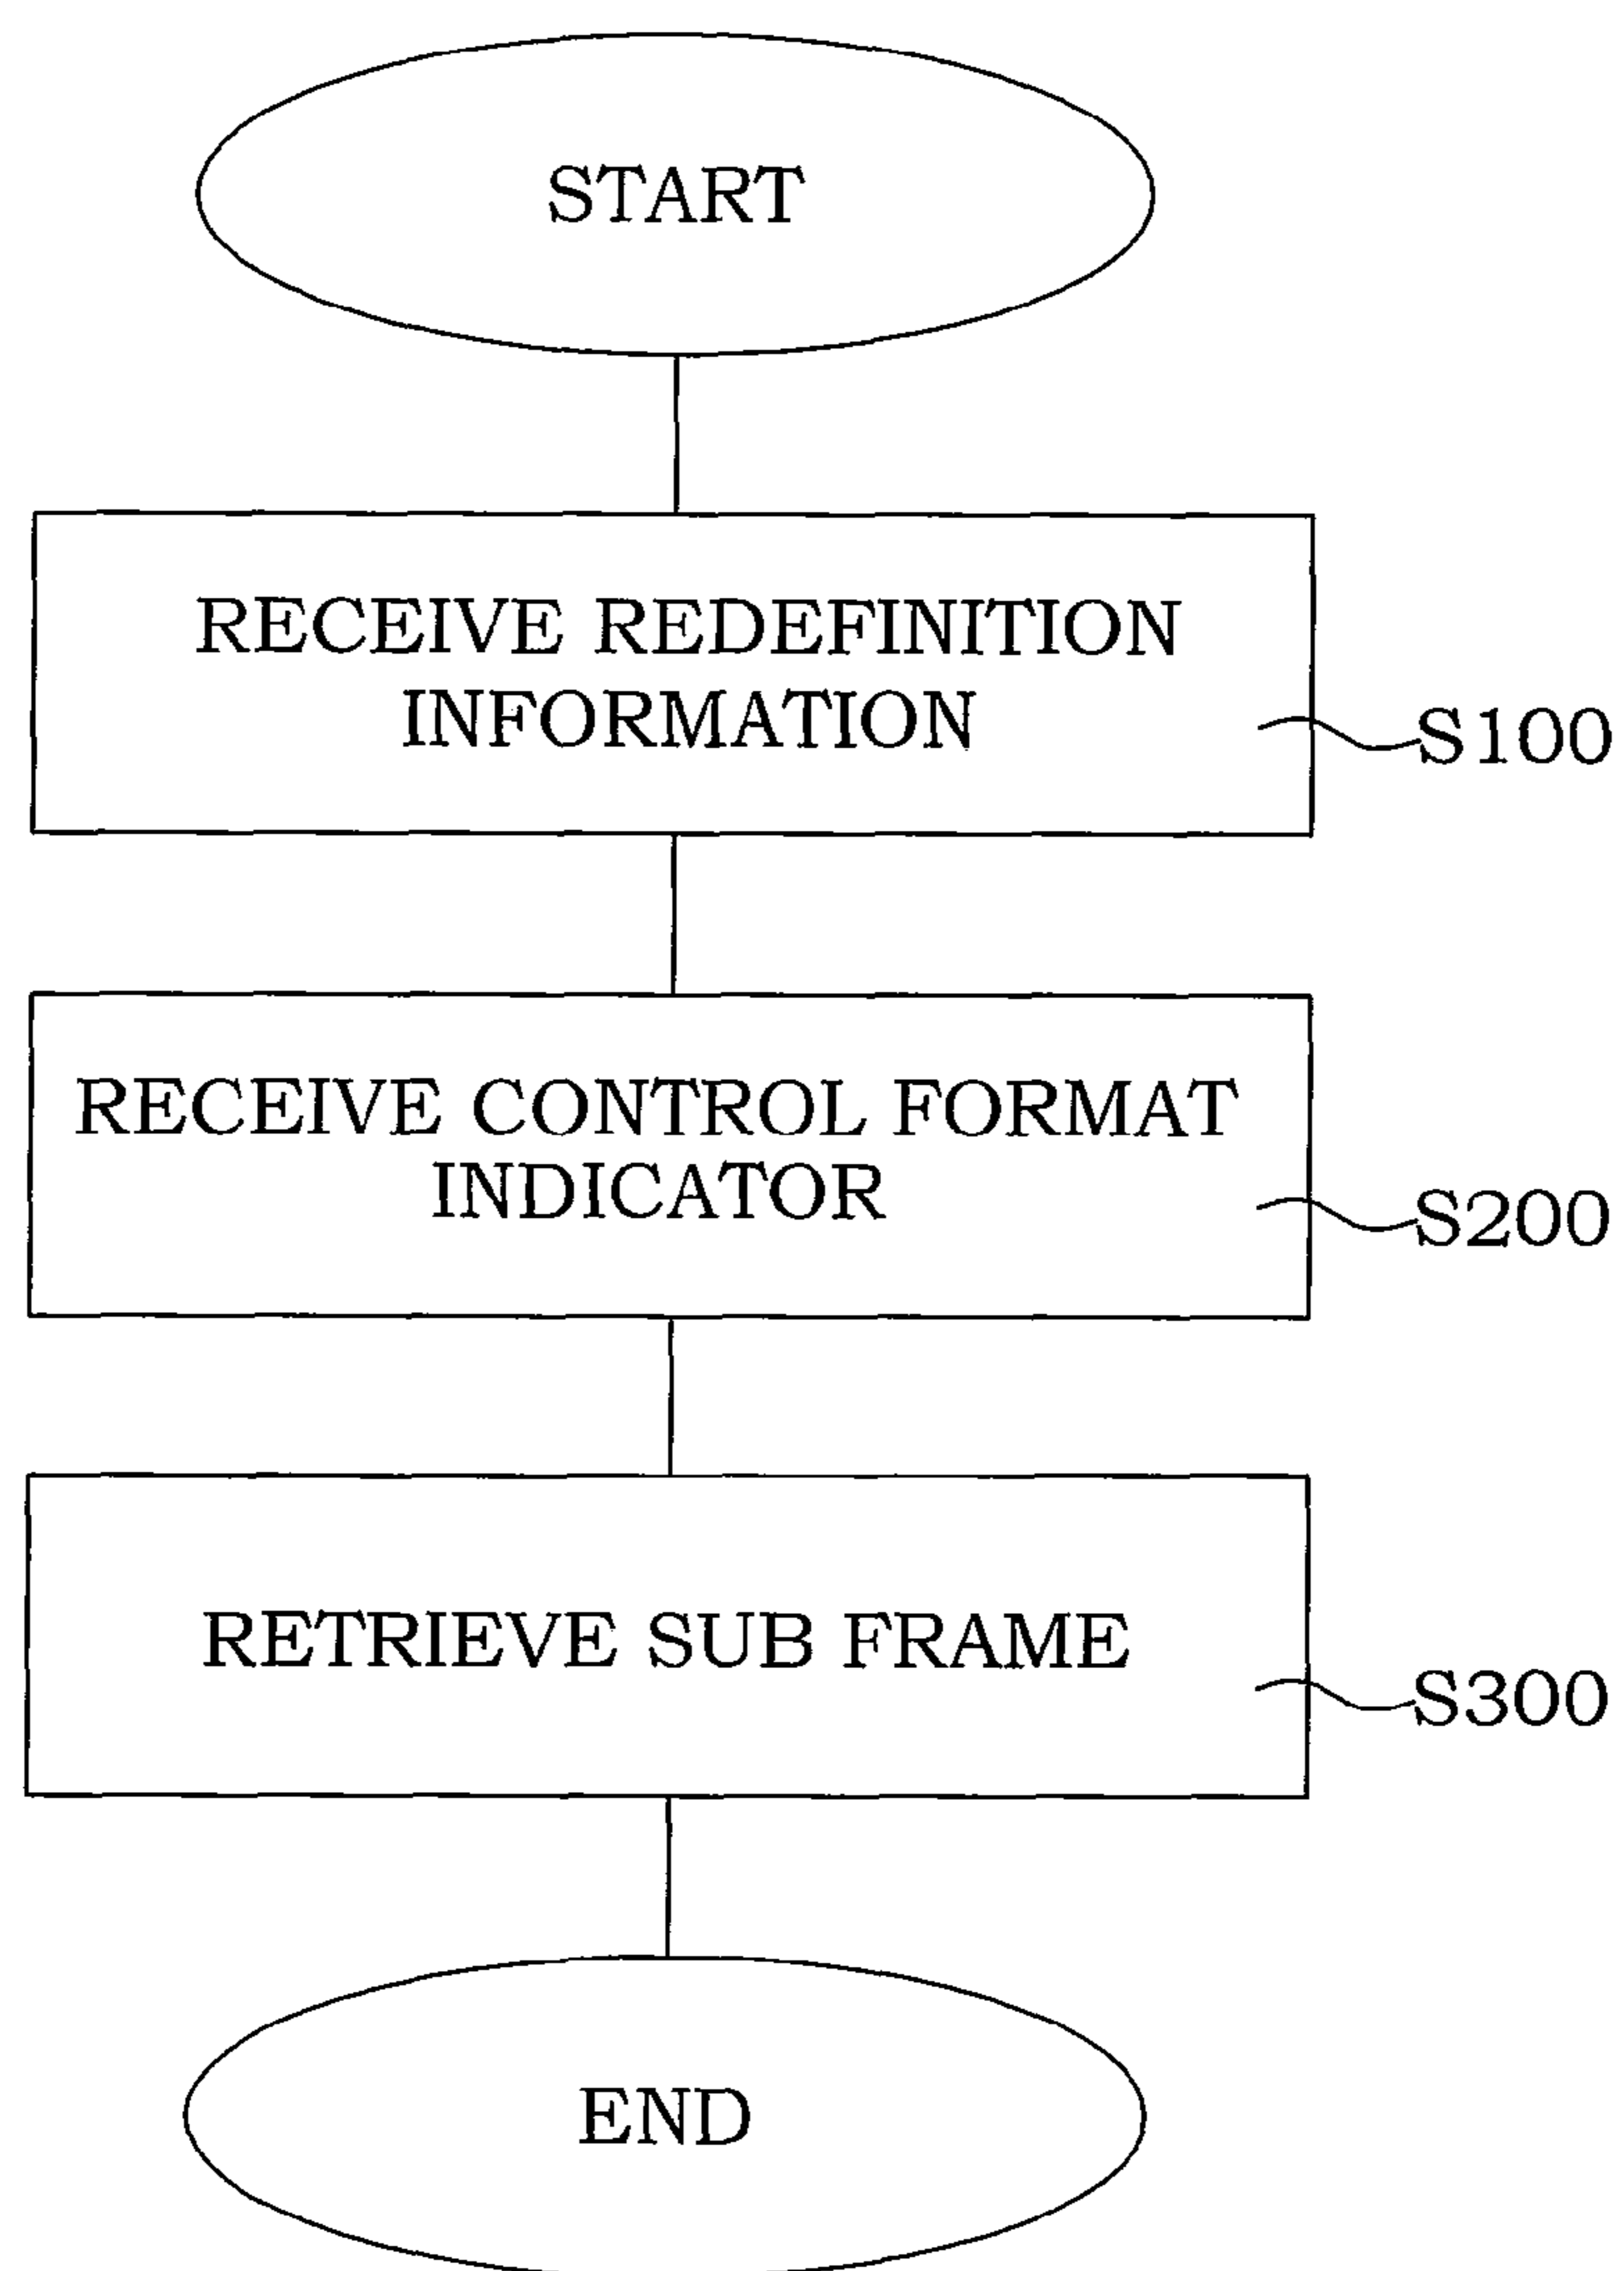 START
RECEIVE REDEFINITION
INFORMATION
S100
RECEIVE CONTROL FORMAT
INDICATOR
S200
RETRIEVE SUB FRAME
S300
END